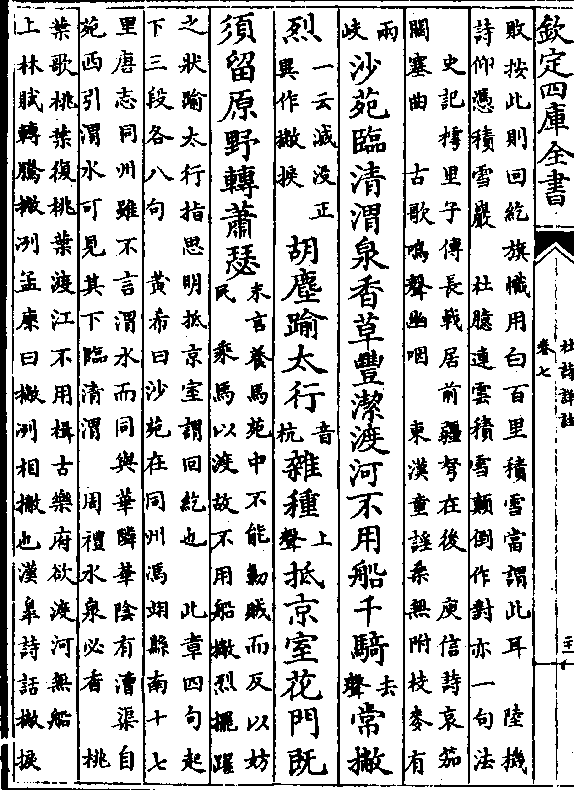 欽定四庫全書
杜詩詳註
卷七
敗按此則回紇旗幟用白百里積雪當謂此耳 陸機
詩仰憑積雪巖 杜臆連雲積雪顛倒作對亦一句法
史記樗里子傳長戟居前彊弩在後 庾信詩哀笳
關塞曲 古歌鳴聲幽咽 東漢童謠桑無附枝麥有
兩岐
沙苑臨清渭泉香草豐潔渡河不用船千騎去聲常撇
烈一云滅没正異作撇捩
胡塵踰太行音杭雜種上聲抵京室花門既
須留原野轉蕭瑟末言養馬苑中不能勦賊而反以妨
民 乘馬以渡故不用船撇烈擺躍
之狀踰太行指思明抵京室謂回紇也 此章四句起
下三段各八句 黄希曰沙苑在同州馮翊縣南十七
里唐志同州雖不言渭水而同與華隣華陰有漕渠自
苑西引渭水可見其下臨清渭 周禮水泉必香 桃
葉歌桃葉復桃葉渡江不用楫古樂府欲渡河無船
上林賦轉騰撇洌孟康曰撇洌相撇也漢臯詩話撇捩